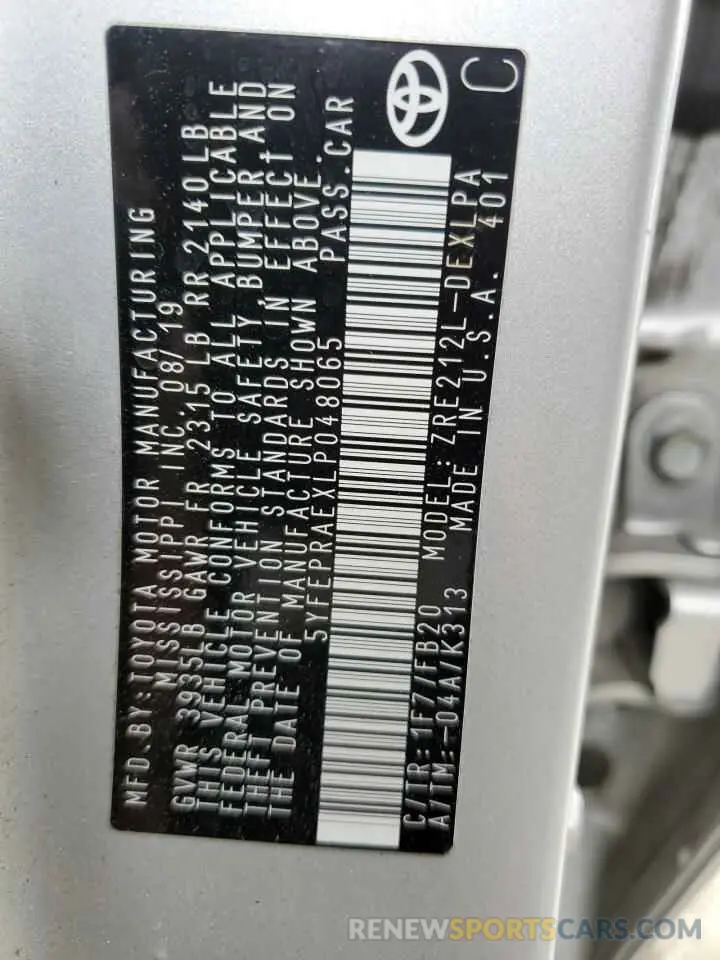 MFD.BY:TOYOTA MOTOR MANUFACTURING
MISSISSIPPI INC. 08/19
GVWR 3935LB GAWR FR 2315 LB RR 2140 LB
THIS VEHICLE CONFORMS TO ALL APPLICABLE
FEDERAL MOTOR VEHICLE SAFETY, BUMPER AND
THEFT PREVENTION STANDARDS IN EFFECT ON
THE DATE OF MANUFACTURE SHOWN ABOVE.
5YFEPRAEXLP048065 PASS.CAR
C/TR:1F7/FB20 MODEL:ZRE212L-DEXLPA
A/TM:-04A/K313 MADE IN U.S.A. 401
C
RENEWSPORTSCARS.COM